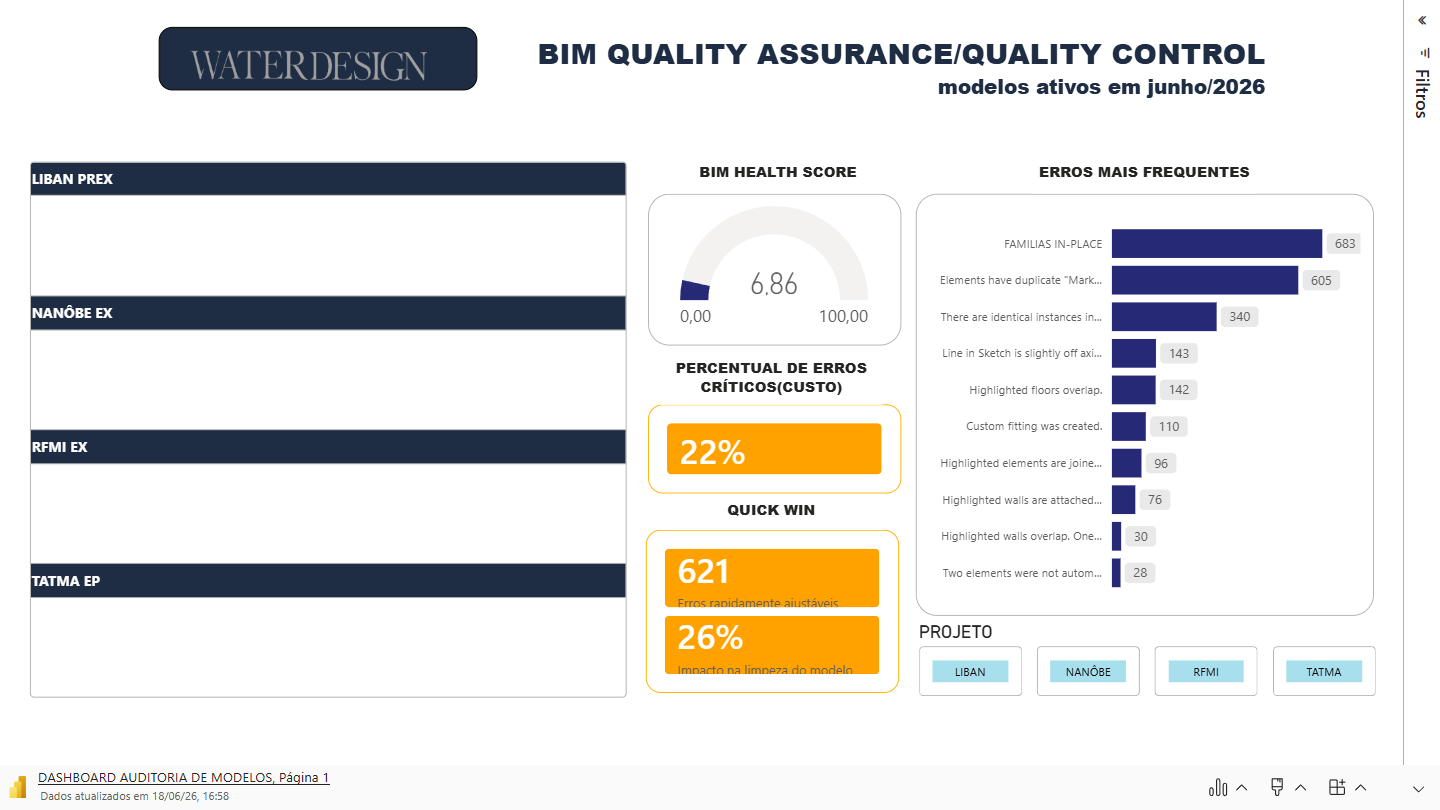 WATERDESIGN
BIM QUALITY ASSURANCE/QUALITY CONTROL
modelos ativos em junho/2026
Filtros
LIBAN PREX
NANÔBE EX
RFMI EX
TATMA EP
BIM HEALTH SCORE
6,86
0,00
100,00
PERCENTUAL DE ERROS
CRÍTICOS(CUSTO)
22%
QUICK WIN
621
Erros rapidamente ajustáveis
26%
Impacto na limpeza do modelo
ERROS MAIS FREQUENTES
FAMILIAS IN-PLACE 683
Elements have duplicate "Mark... 605
There are identical instances in... 340
Line in Sketch is slightly off axi... 143
Highlighted floors overlap. 142
Custom fitting was created. 110
Highlighted elements are joine... 96
Highlighted walls are attached... 76
Highlighted walls overlap. One... 30
Two elements were not autom... 28
PROJETO
LIBAN
NANÔBE
RFMI
TATMA
DASHBOARD AUDITORIA DE MODELOS, Página 1
Dados atualizados em 18/06/26, 16:58